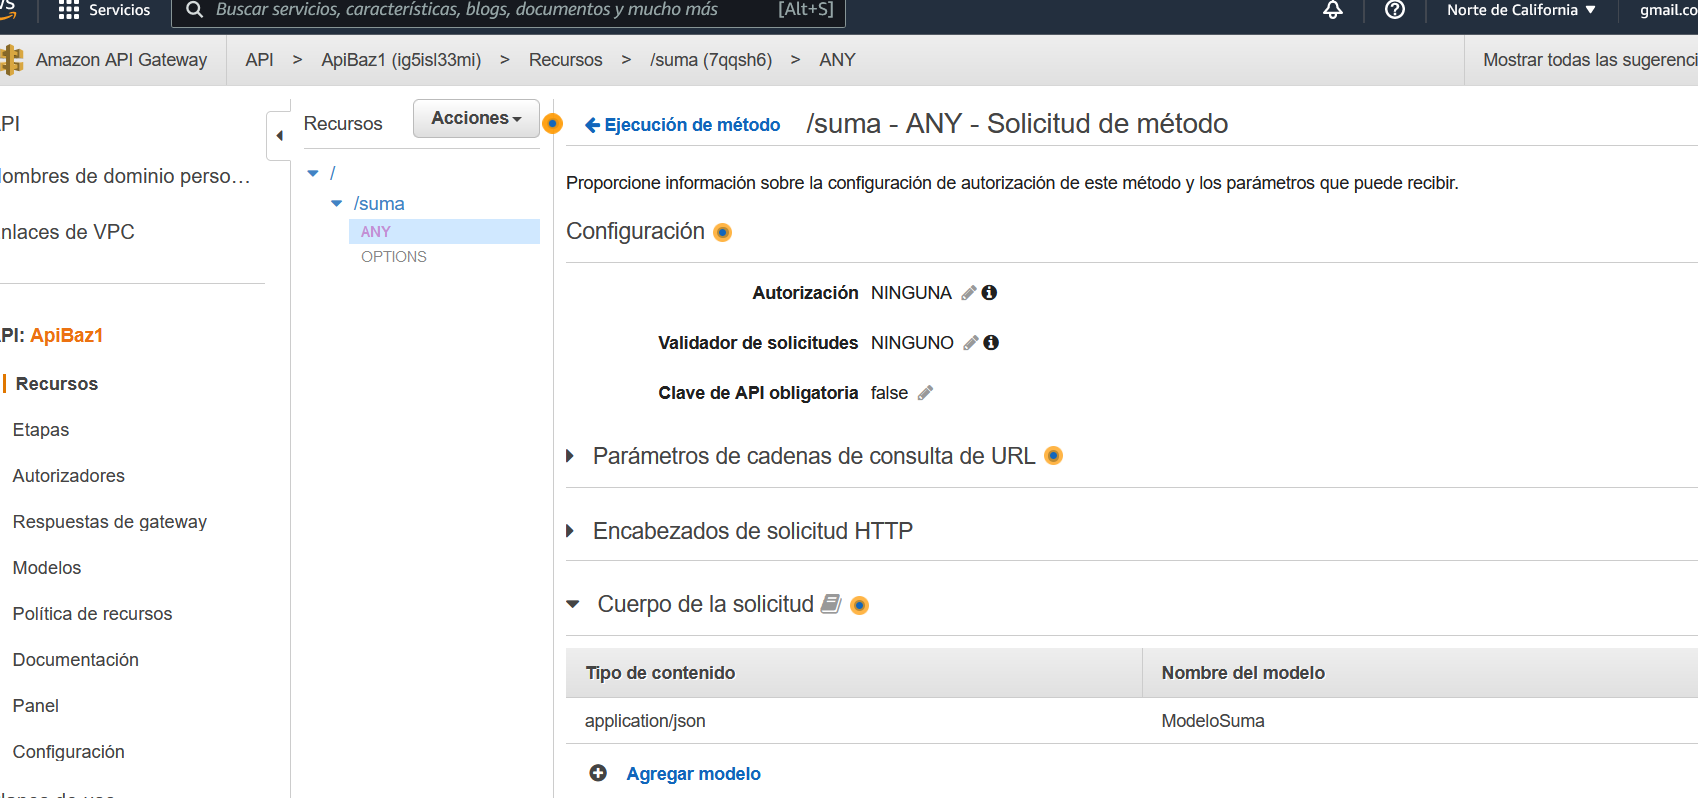 Servicios
Buscar servicios, características, blogs, documentos y mucho más [Alt+S]
Norte de California
gmail.co
Amazon API Gateway
API > ApiBaz1 (ig5isl33mi) > Recursos > /suma (7qqsh6) > ANY
Mostrar todas las sugerenci
PI
ombres de dominio perso...
nlaces de VPC
PI: ApiBaz1
Recursos
Etapas
Autorizadores
Respuestas de gateway
Modelos
Política de recursos
Documentación
Panel
Configuración
Recursos
Acciones
/
/suma
ANY
OPTIONS
Ejecución de método
/suma - ANY - Solicitud de método
Proporcione información sobre la configuración de autorización de este método y los parámetros que puede recibir.
Configuración
Autorización NINGUNA
Validador de solicitudes NINGUNO
Clave de API obligatoria false
Parámetros de cadenas de consulta de URL
Encabezados de solicitud HTTP
Cuerpo de la solicitud
Tipo de contenido Nombre del modelo
application/json ModeloSuma
Agregar modelo